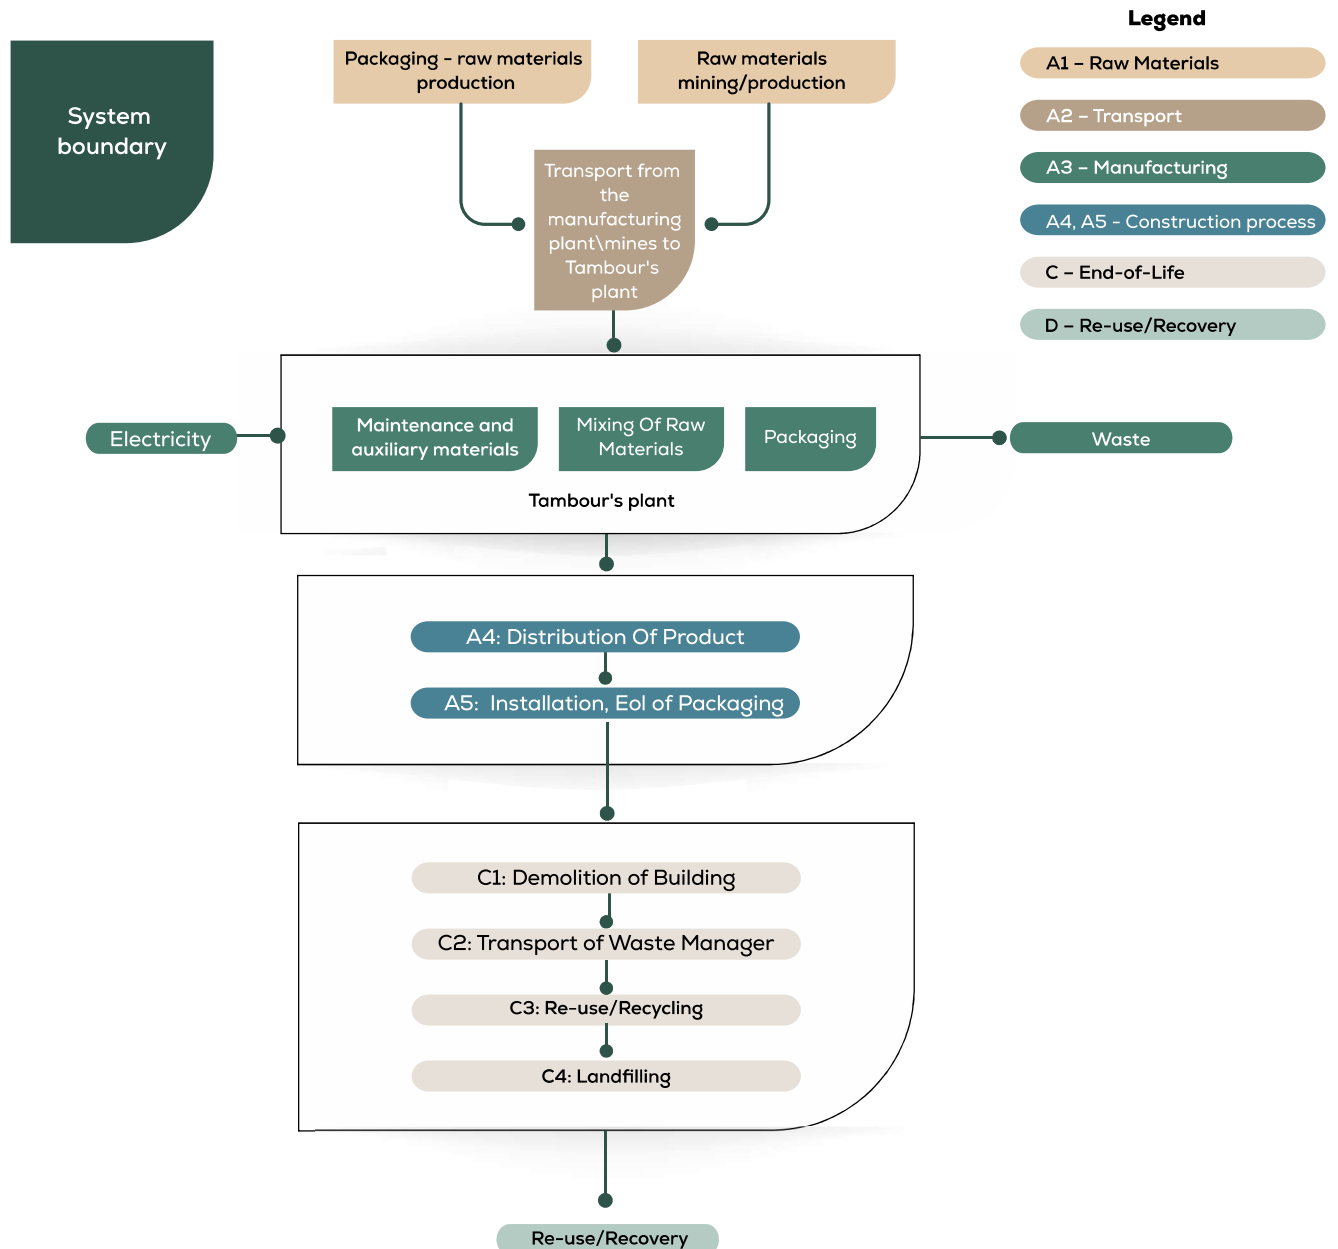 System
boundary
Packaging - raw materials
production
Raw materials
mining/production
Legend
A1 – Raw Materials
A2 – Transport
A3 – Manufacturing
A4, A5 - Construction process
C – End-of-Life
D – Re-use/Recovery
Transport from
the
manufacturing
plant\mines to
Tambour's
plant
Electricity
Maintenance and
auxiliary materials
Mixing Of Raw
Materials
Packaging
Waste
Tambour's plant
A4: Distribution Of Product
A5: Installation, Eol of Packaging
C1: Demolition of Building
C2: Transport of Waste Manager
C3: Re-use/Recycling
C4: Landfilling
Re-use/Recovery